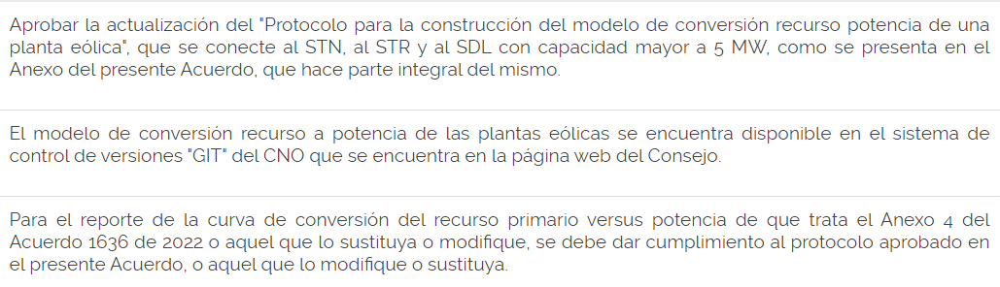 Aprobar la actualización del "Protocolo para la construcción del modelo de conversión recurso potencia de una
planta eólica", que se conecte al STN, al STR y al SDL con capacidad mayor a 5 MW, como se presenta en el
Anexo del presente Acuerdo, que hace parte integral del mismo.
El modelo de conversión recurso a potencia de las plantas eólicas se encuentra disponible en el sistema de
control de versiones "GIT" del CNO que se encuentra en la página web del Consejo.
Para el reporte de la curva de conversión del recurso primario versus potencia de que trata el Anexo 4 del
Acuerdo 1636 de 2022 o aquel que lo sustituya o modifique, se debe dar cumplimiento al protocolo aprobado en
el presente Acuerdo, o aquel que lo modifique o sustituya.